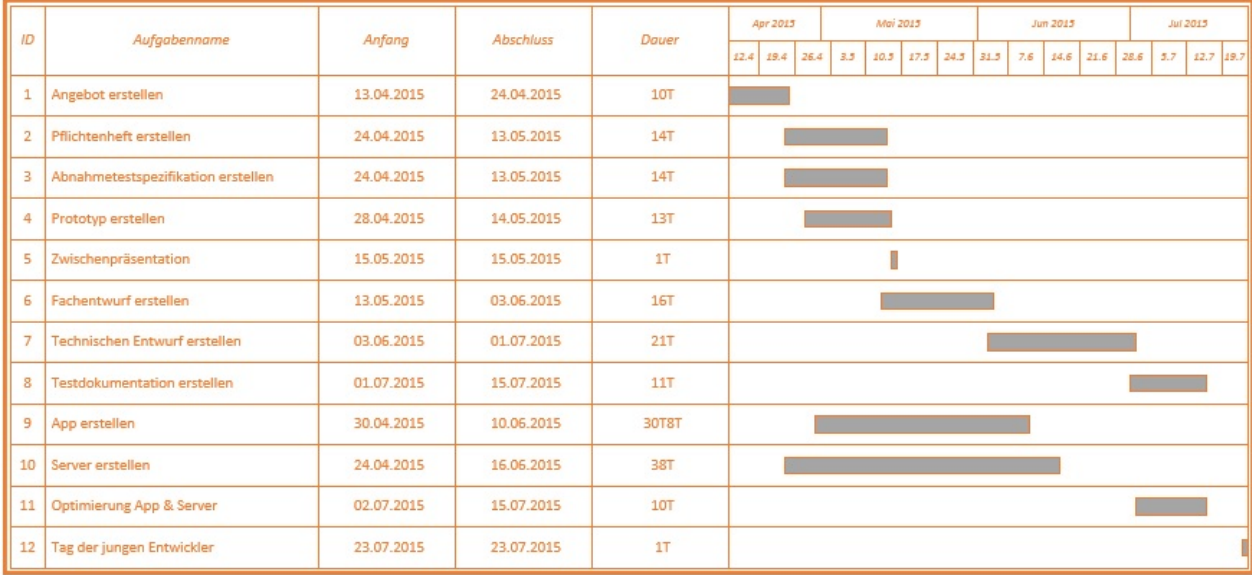 ID Aufgabenname Anfang Abschluss Dauer Apr 2015 Mai 2015 Jun 2015 Jul 2015
12.4 19.4 26.4 3.5 10.5 17.5 24.5 31.5 7.6 14.6 21.6 28.6 5.7 12.7 19.7
1 Angebot erstellen 13.04.2015 24.04.2015 10T
2 Pflichtenheft erstellen 24.04.2015 13.05.2015 14T
3 Abnahmetestspezifikation erstellen 24.04.2015 13.05.2015 14T
4 Prototyp erstellen 28.04.2015 14.05.2015 13T
5 Zwischenpräsentation 15.05.2015 15.05.2015 1T
6 Fachentwurf erstellen 13.05.2015 03.06.2015 16T
7 Technischen Entwurf erstellen 03.06.2015 01.07.2015 21T
8 Testdokumentation erstellen 01.07.2015 15.07.2015 11T
9 App erstellen 30.04.2015 10.06.2015 30T8T
10 Server erstellen 24.04.2015 16.06.2015 38T
11 Optimierung App & Server 02.07.2015 15.07.2015 10T
12 Tag der jungen Entwickler 23.07.2015 23.07.2015 1T